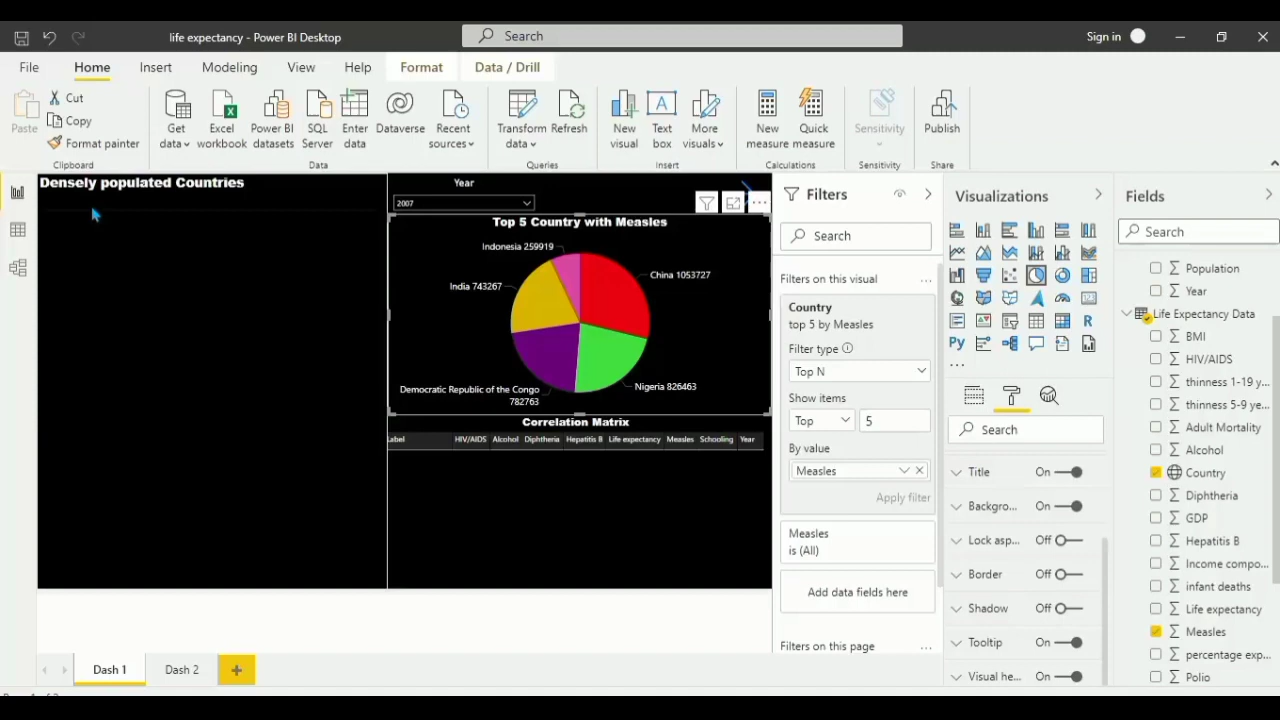 life expectancy - Power BI Desktop
Search
Sign in
File
Home
Insert
Modeling
View
Help
Format
Data / Drill
Paste
Cut
Copy
Format painter
Clipboard
Get data
Excel workbook
Power BI datasets
SQL Server
Enter data
Dataverse
Recent sources
Data
Transform data
Refresh
Queries
New visual
Text box
More visuals
Insert
New measure
Quick measure
Calculations
Sensitivity
Sensitivity
Publish
Share
Densely populated Countries
Year
2007
Top 5 Country with Measles
Indonesia 259919
China 1053727
India 743267
Democratic Republic of the Congo
782763
Nigeria 826463
Correlation Matrix
HIV/AIDS Alcohol Diphtheria Hepatitis B Life expectancy Measles Schooling Year
Dash 1
Dash 2
Filters
Search
Filters on this visual
Country
top 5 by Measles
Filter type
Top N
Show items
Top 5
By value
Measles
Apply filter
Measles
is (All)
Add data fields here
Filters on this page
Visualizations
R
Py
Search
Title On
Backgro... On
Lock asp... Off
Border Off
Shadow Off
Tooltip On
Visual he... On
Fields
Search
Population
Year
Life Expectancy Data
BMI
HIV/AIDS
thinness 1-19 y...
thinness 5-9 ye...
Adult Mortality
Alcohol
Country
Diphtheria
GDP
Hepatitis B
Income compo...
infant deaths
Life expectancy
Measles
percentage exp...
Polio